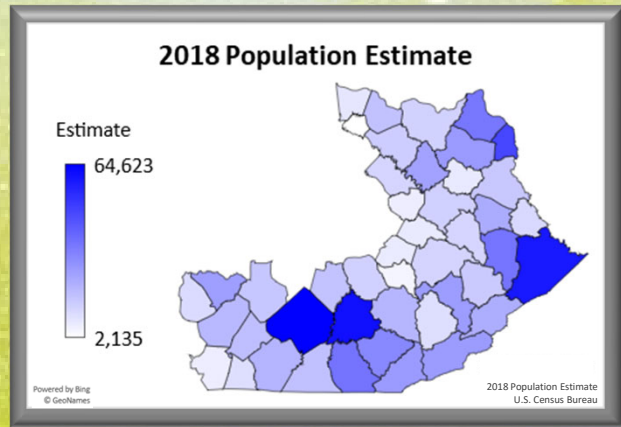 2018 Population Estimate
Estimate
64,623
2,135
Powered by Bing
© GeoNames
2018 Population Estimate
U.S. Census Bureau